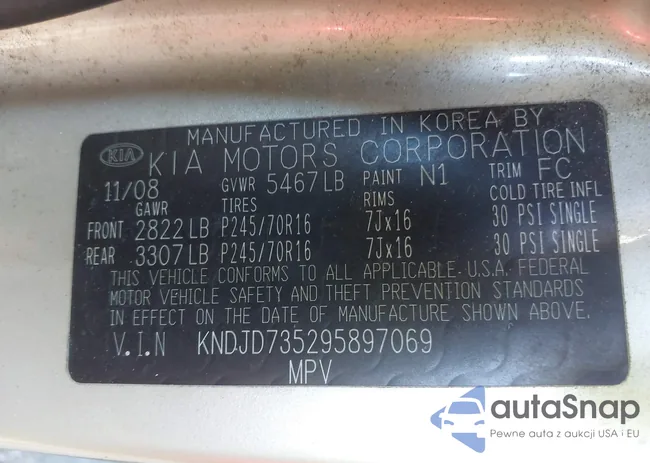 MANUFACTURED IN KOREA BY
KIA KIA MOTORS CORPORATION
11/08 GVWR 5467LB PAINT N1 TRIM FC
GAWR TIRES RIMS COLD TIRE INFL
FRONT 2822LB P245/70R16 7Jx16 30 PSI SINGLE
REAR 3307LB P245/70R16 7Jx16 30 PSI SINGLE
THIS VEHICLE CONFORMS TO ALL APPLICABLE U.S.A. FEDERAL
MOTOR VEHICLE SAFETY AND THEFT PREVENTION STANDARDS
IN EFFECT ON THE DATE OF MANUFACTURE SHOWN ABOVE.
V.I.N KNDJD735295897069
MPV
autaSnap
Pewne auta z aukcji USA i EU